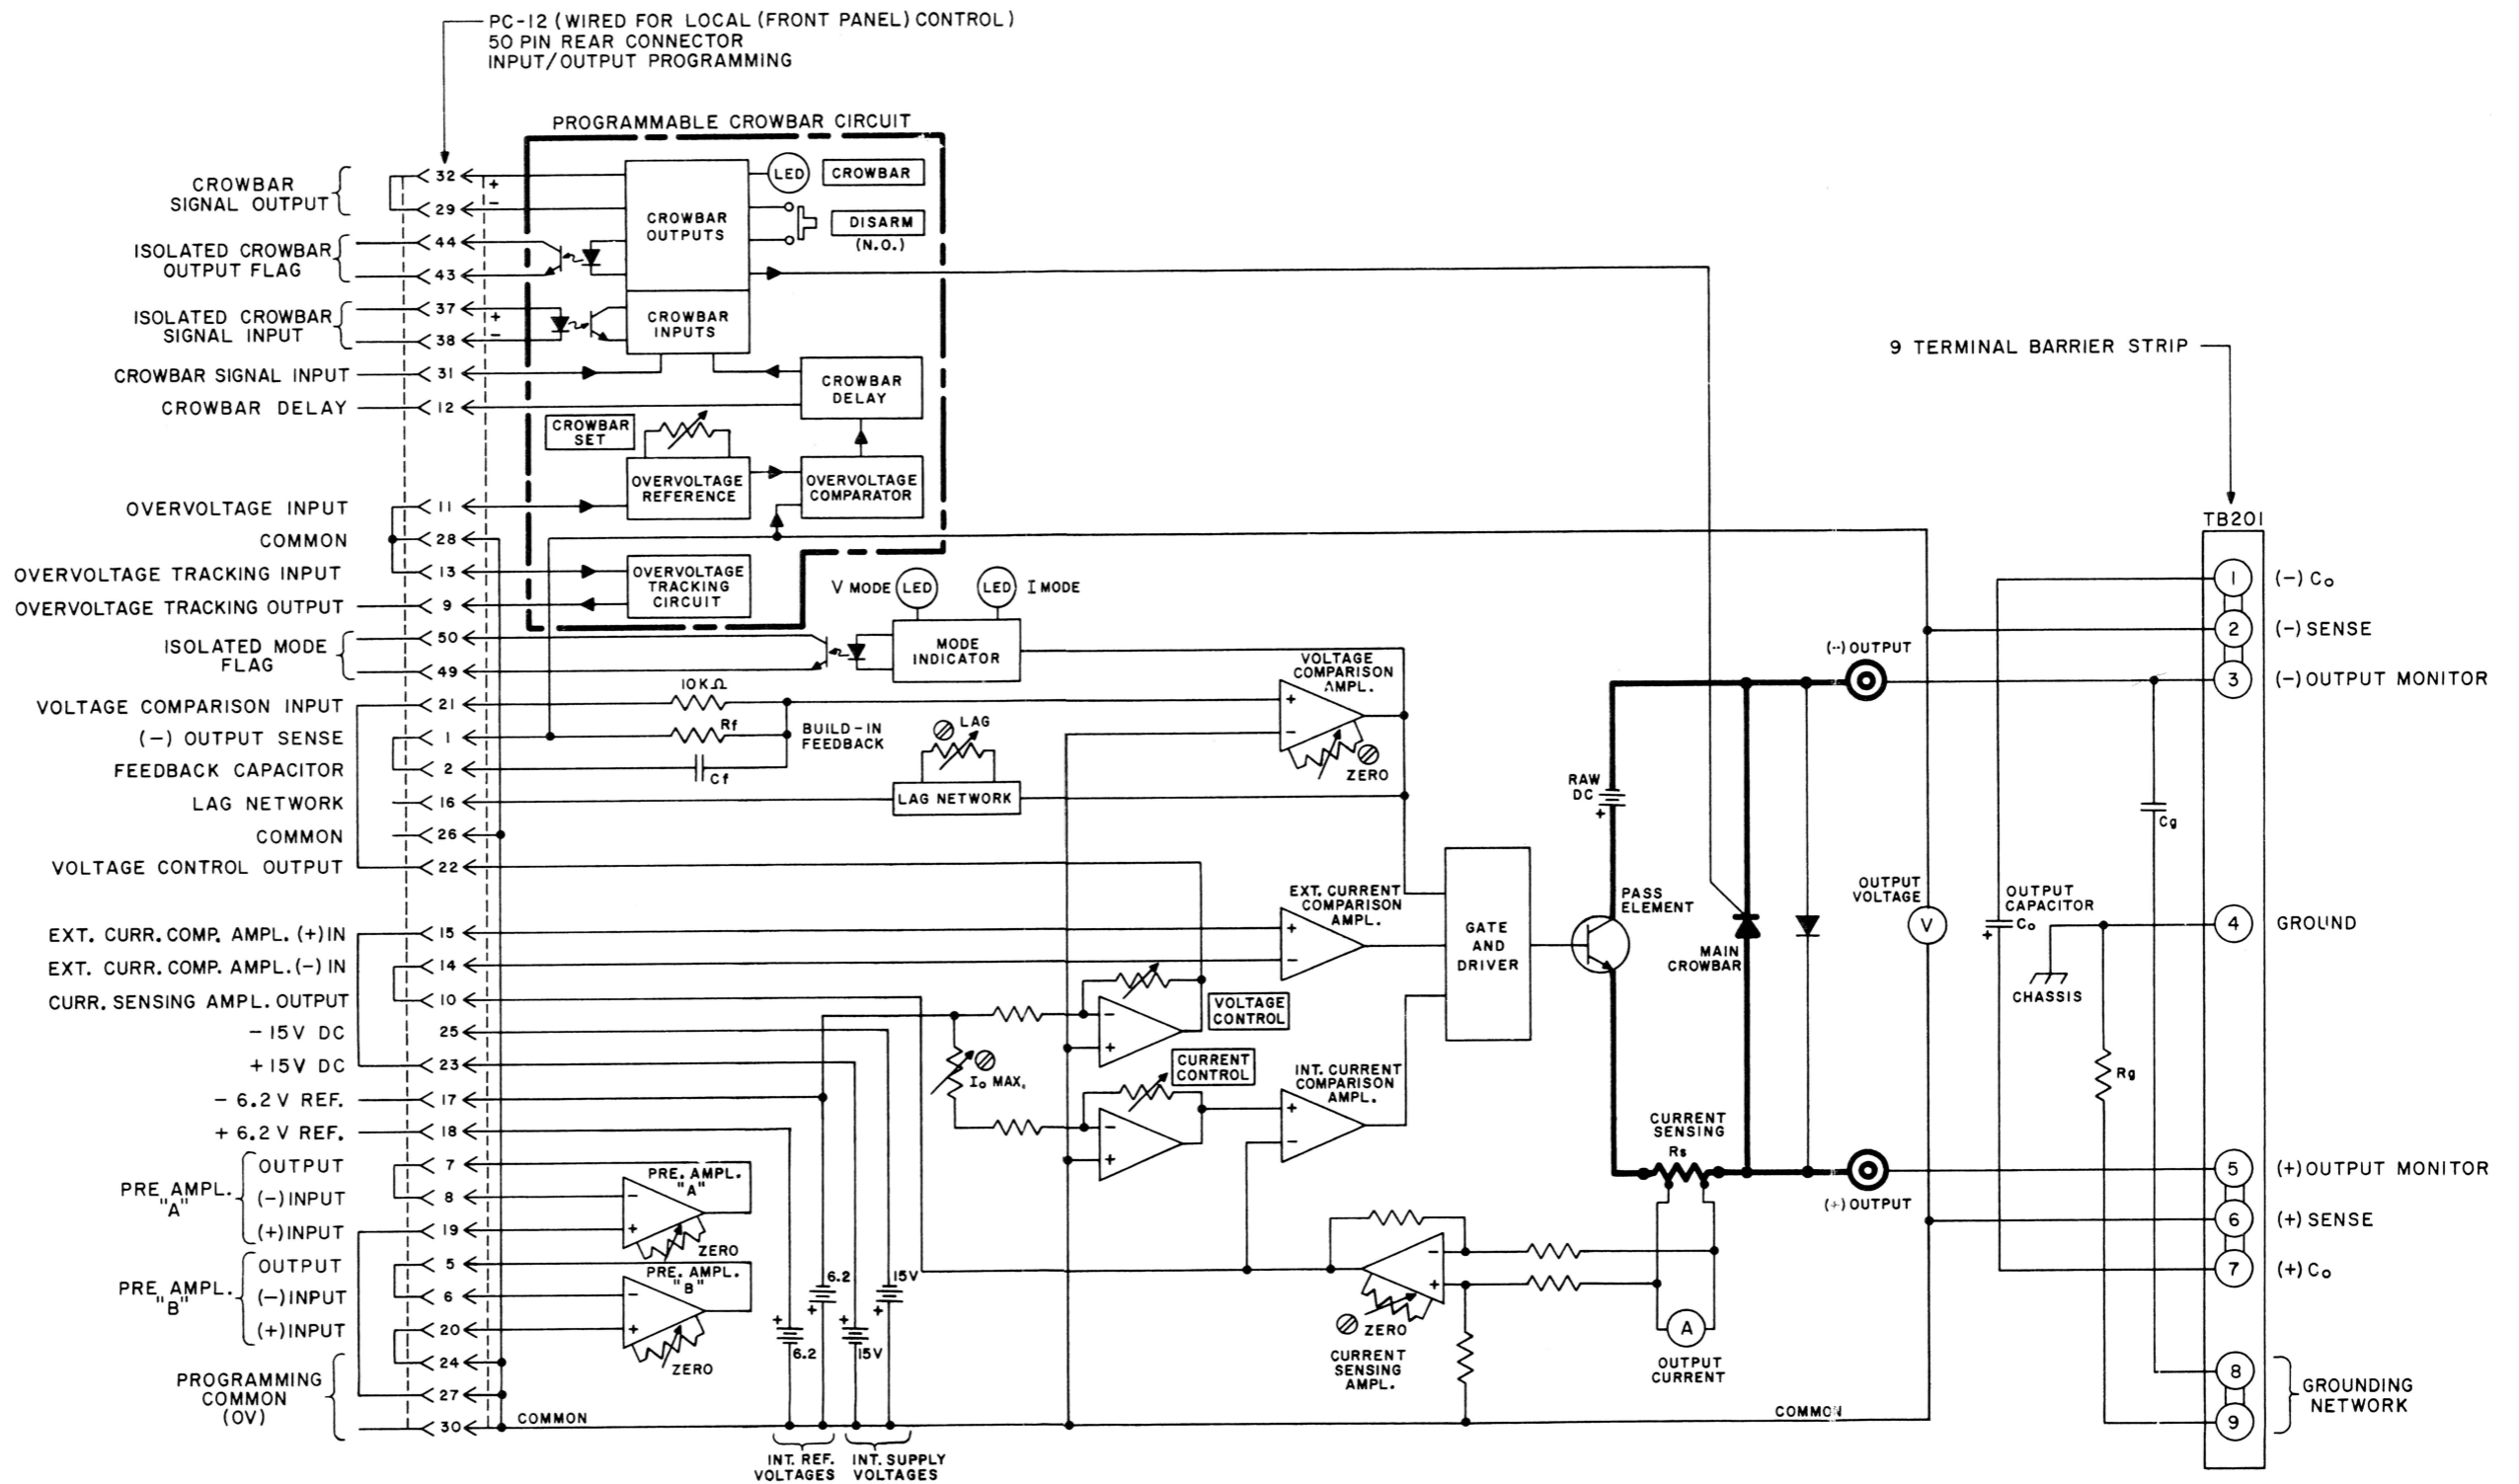 PC-12 (WIRED FOR LOCAL (FRONT PANEL) CONTROL)
50 PIN REAR CONNECTOR
INPUT/OUTPUT PROGRAMMING
PROGRAMMABLE CROWBAR CIRCUIT
CROWBAR
SIGNAL OUTPUT
32
+
29
-
ISOLATED CROWBAR
OUTPUT FLAG
44
43
ISOLATED CROWBAR
SIGNAL INPUT
37
+
38
-
CROWBAR SIGNAL INPUT
31
CROWBAR DELAY
12
OVERVOLTAGE INPUT
11
COMMON
28
OVERVOLTAGE TRACKING INPUT
13
OVERVOLTAGE TRACKING OUTPUT
9
ISOLATED MODE
FLAG
50
49
VOLTAGE COMPARISON INPUT
21
(-) OUTPUT SENSE
1
FEEDBACK CAPACITOR
2
LAG NETWORK
16
COMMON
26
VOLTAGE CONTROL OUTPUT
22
EXT. CURR. COMP. AMPL. (+) IN
15
EXT. CURR. COMP. AMPL. (-) IN
14
CURR. SENSING AMPL. OUTPUT
10
- 15V DC
25
+ 15V DC
23
- 6.2 V REF.
17
+ 6.2 V REF.
18
PRE AMPL.
"A"
OUTPUT
7
(-) INPUT
8
(+) INPUT
19
PRE AMPL.
"B"
OUTPUT
5
(-) INPUT
6
(+) INPUT
20
24
PROGRAMMING
COMMON
(OV)
27
30
LED
CROWBAR
CROWBAR
OUTPUTS
DISARM
(N.O.)
CROWBAR
INPUTS
CROWBAR
DELAY
CROWBAR
SET
OVERVOLTAGE
REFERENCE
OVERVOLTAGE
COMPARATOR
OVERVOLTAGE
TRACKING
CIRCUIT
V MODE
LED
LED
I MODE
MODE
INDICATOR
10KΩ
Rf
Cf
BUILD-IN
FEEDBACK
LAG
LAG NETWORK
VOLTAGE
COMPARISON
AMPL.
+
-
ZERO
EXT. CURRENT
COMPARISON
AMPL.
+
-
VOLTAGE
CONTROL
-
+
Io MAX.
CURRENT
CONTROL
-
+
INT. CURRENT
COMPARISON
AMPL.
+
-
GATE
AND
DRIVER
PRE. AMPL.
"A"
-
+
ZERO
PRE. AMPL.
"B"
-
+
ZERO
6.2
+
15V
+
+
6.2
+
15V
COMMON
INT. REF.
VOLTAGES
INT. SUPPLY
VOLTAGES
RAW
DC
+
PASS
ELEMENT
MAIN
CROWBAR
CURRENT
SENSING
Rs
-
+
ZERO
CURRENT
SENSING
AMPL.
A
OUTPUT
CURRENT
COMMON
(-) OUTPUT
(+) OUTPUT
OUTPUT
VOLTAGE
V
OUTPUT
CAPACITOR
Co
+
CHASSIS
Cg
Rg
9 TERMINAL BARRIER STRIP
TB201
1
(-) Co
2
(-) SENSE
3
(-) OUTPUT MONITOR
4
GROUND
5
(+) OUTPUT MONITOR
6
(+) SENSE
7
(+) Co
8
9
GROUNDING
NETWORK